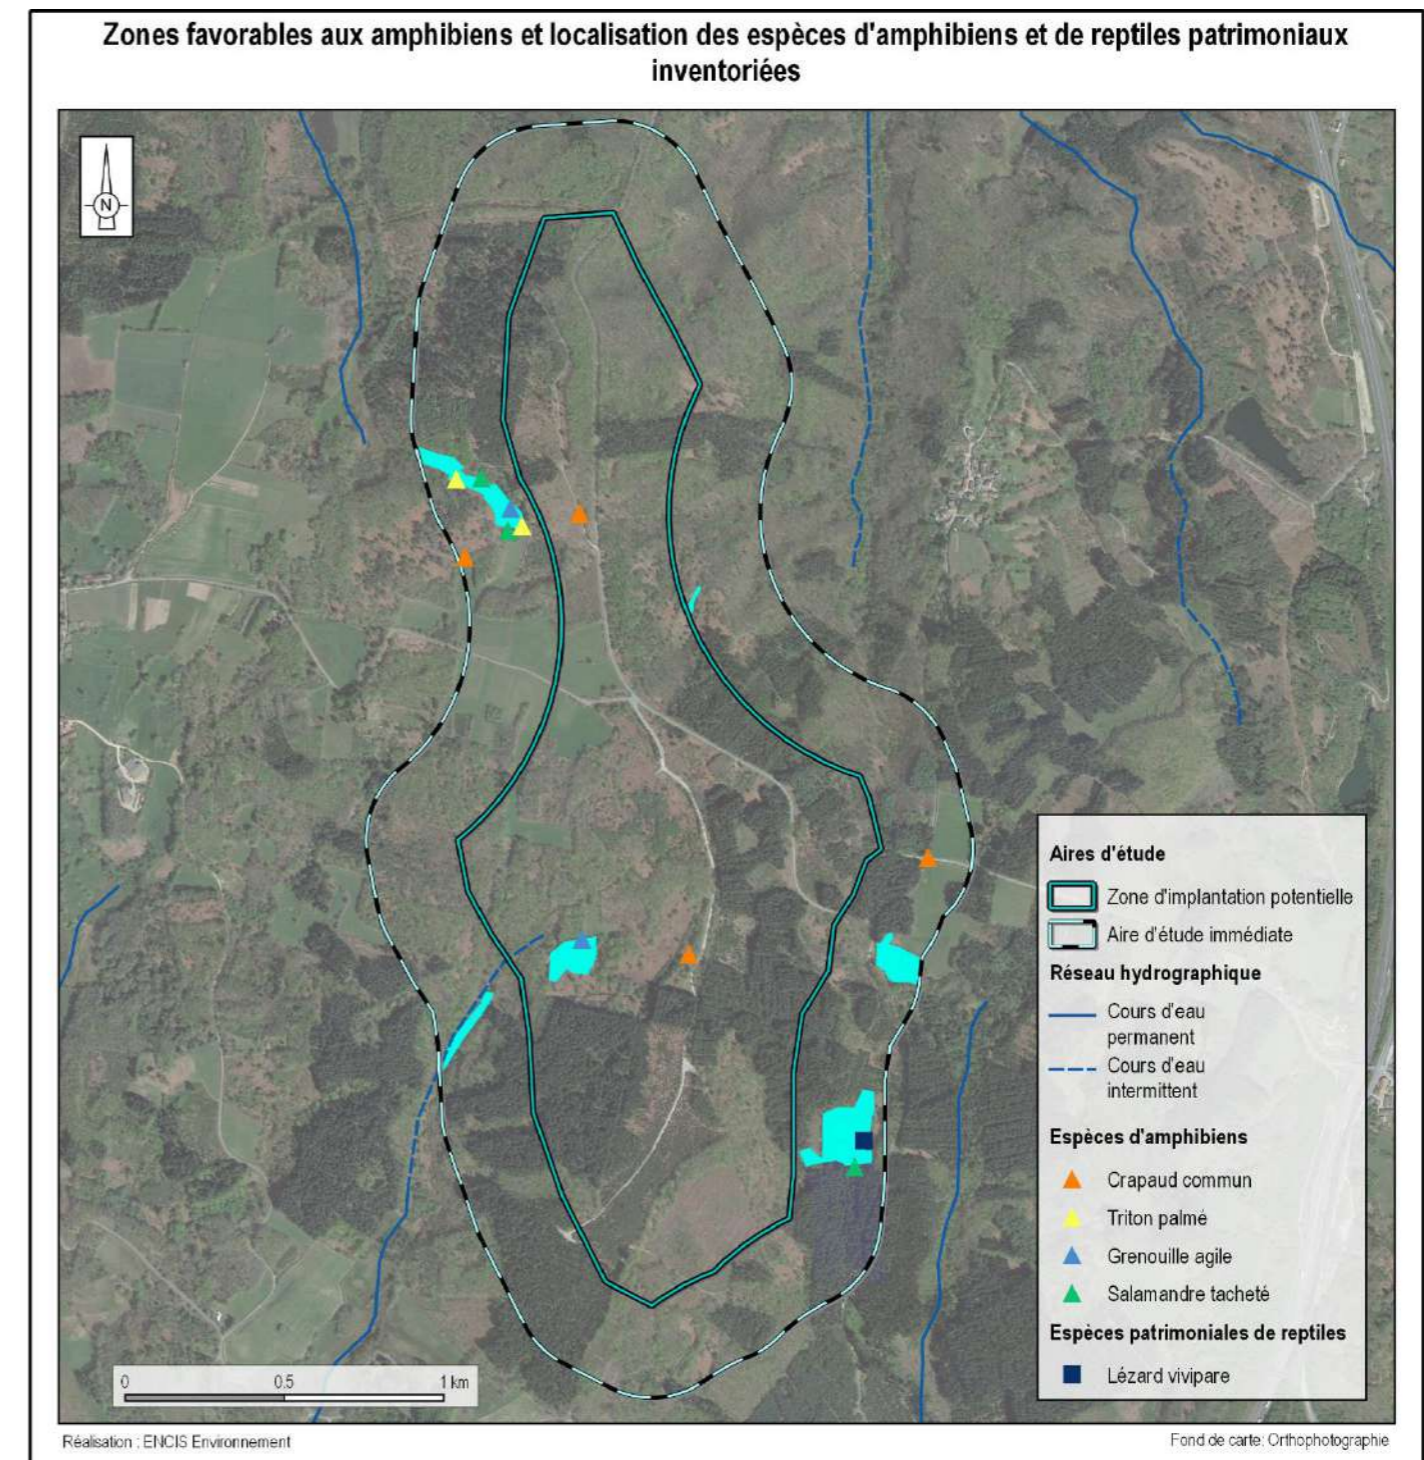 Zones favorables aux amphibiens et localisation des espèces d'amphibiens et de reptiles patrimoniaux
inventoriées
N
Aires d'étude
Zone d'implantation potentielle
Aire d'étude immédiate
Réseau hydrographique
Cours d'eau
permanent
Cours d'eau
intermittent
Espèces d'amphibiens
Crapaud commun
Triton palmé
Grenouille agile
Salamandre tacheté
Espèces patrimoniales de reptiles
Lézard vivipare
0 0.5 1 km
Réalisation : ENCIS Environnement
Fond de carte: Orthophotographie